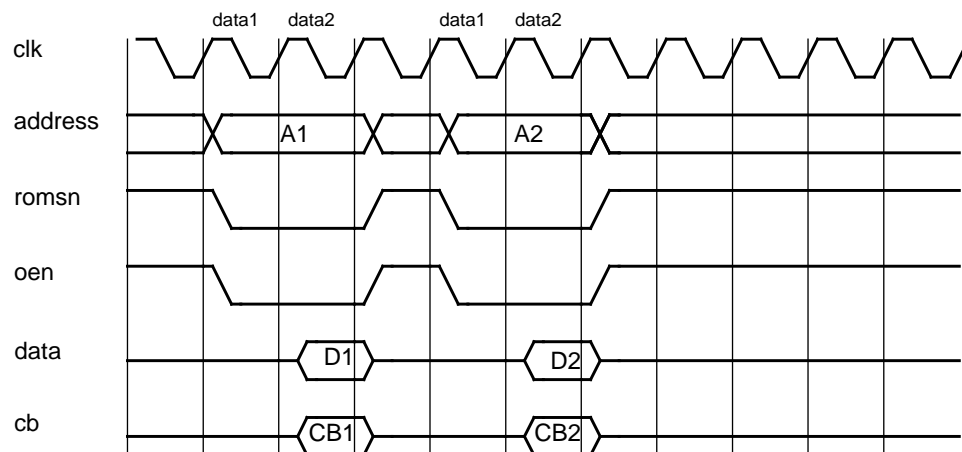 data1 data2 data1 data2
clk
address A1 A2
romsn
oen
data D1 D2
cb CB1 CB2